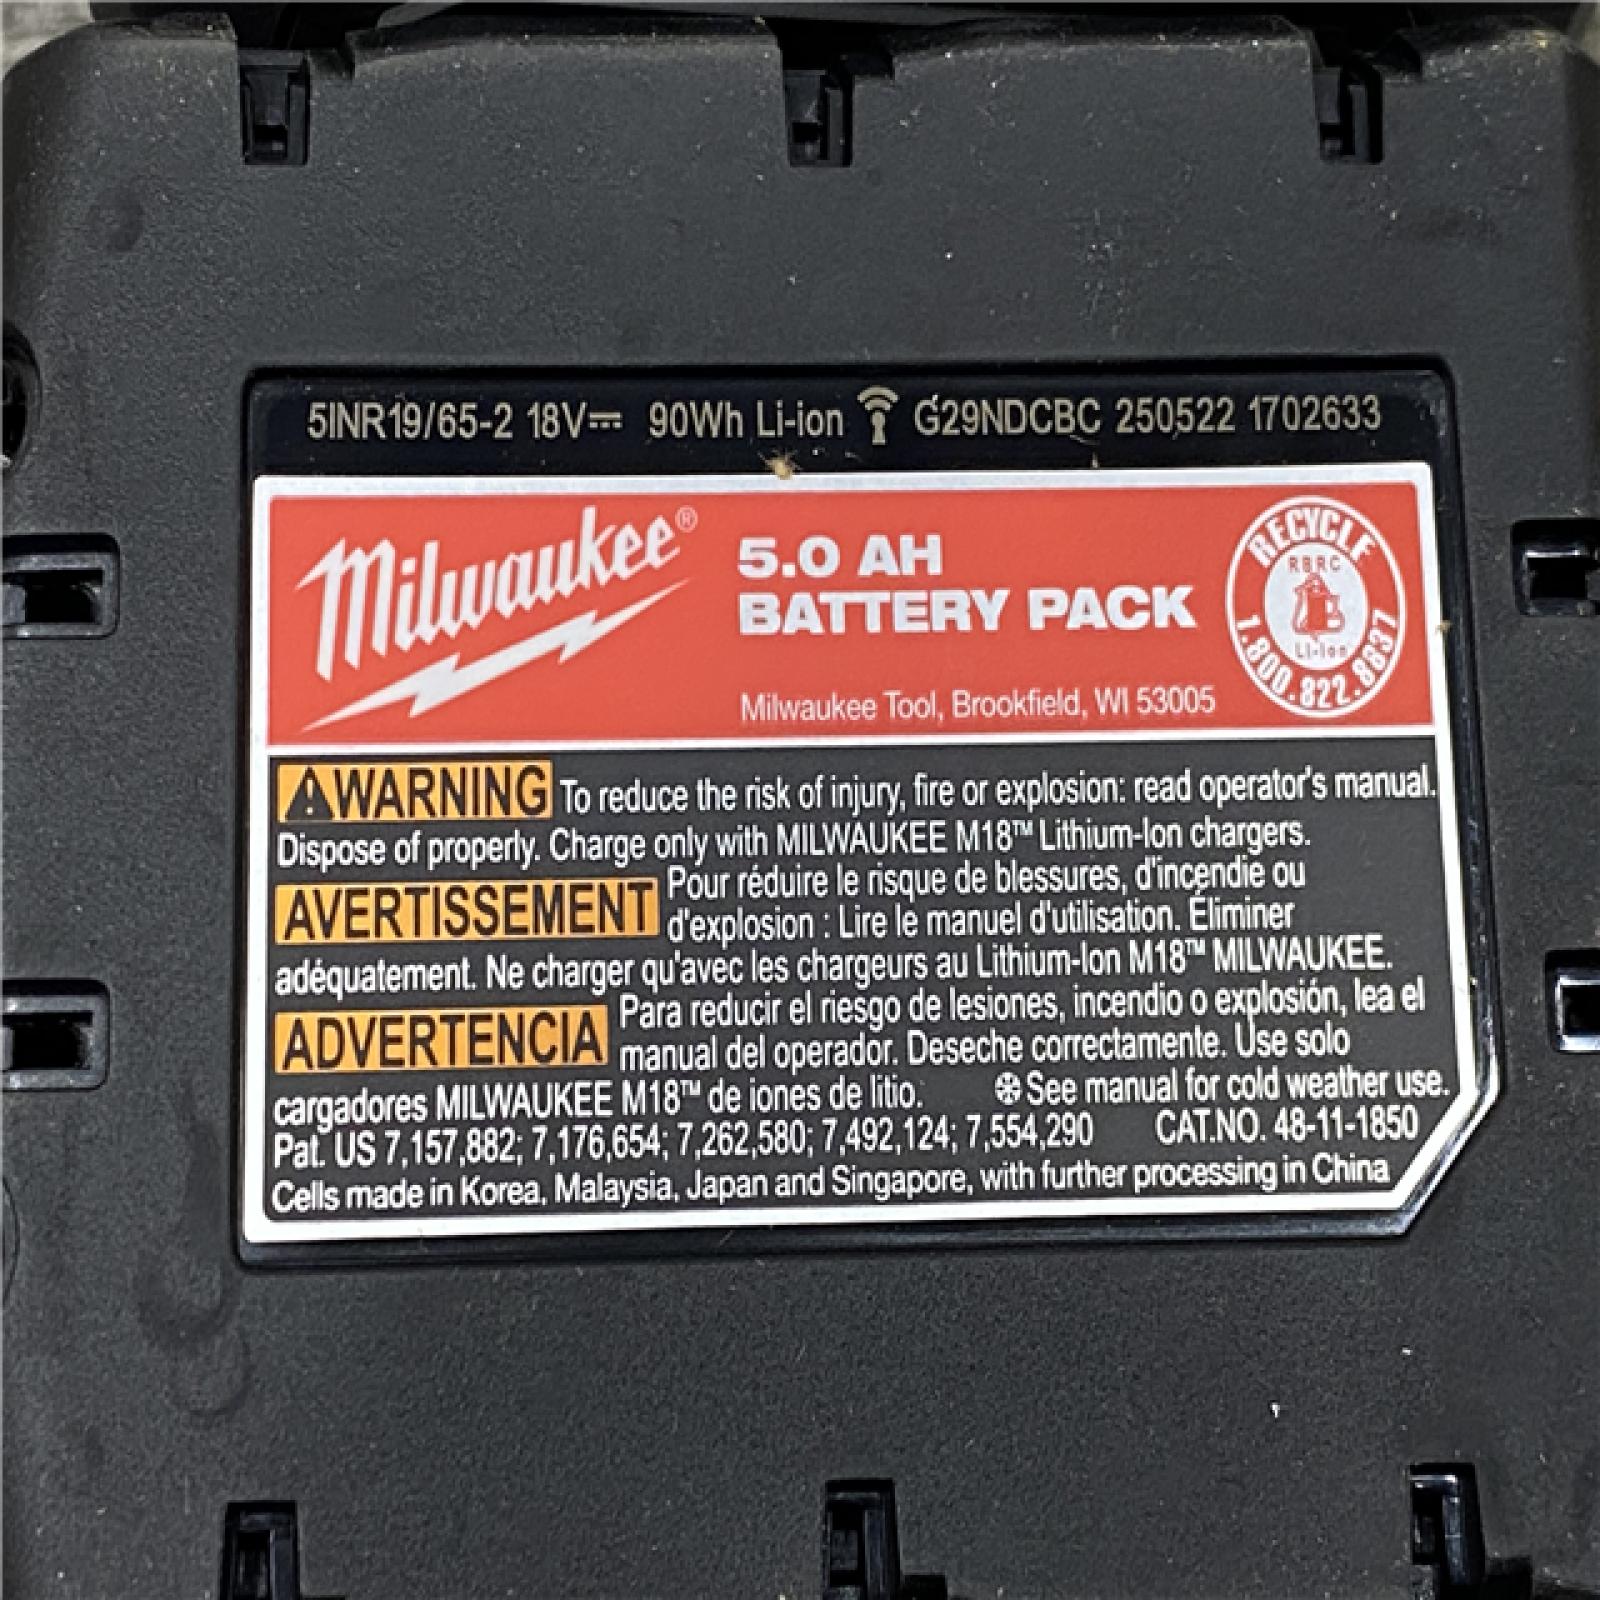 5INR19/65-2 18V⎓ 90Wh Li-ion G29NDCBC 250522 1702633
Milwaukee®
5.0 AH
BATTERY PACK
Milwaukee Tool, Brookfield, WI 53005
RECYCLE
RBRC
Li-Ion
1.800.822.8837
⚠WARNING To reduce the risk of injury, fire or explosion: read operator's manual.
Dispose of properly. Charge only with MILWAUKEE M18™ Lithium-Ion chargers.
AVERTISSEMENT Pour réduire le risque de blessures, d'incendie ou
d'explosion : Lire le manuel d'utilisation. Éliminer
adéquatement. Ne charger qu'avec les chargeurs au Lithium-Ion M18™ MILWAUKEE.
ADVERTENCIA Para reducir el riesgo de lesiones, incendio o explosión, lea el
manual del operador. Deseche correctamente. Use solo
cargadores MILWAUKEE M18™ de iones de litio. ❄See manual for cold weather use.
Pat. US 7,157,882; 7,176,654; 7,262,580; 7,492,124; 7,554,290 CAT.NO. 48-11-1850
Cells made in Korea, Malaysia, Japan and Singapore, with further processing in China